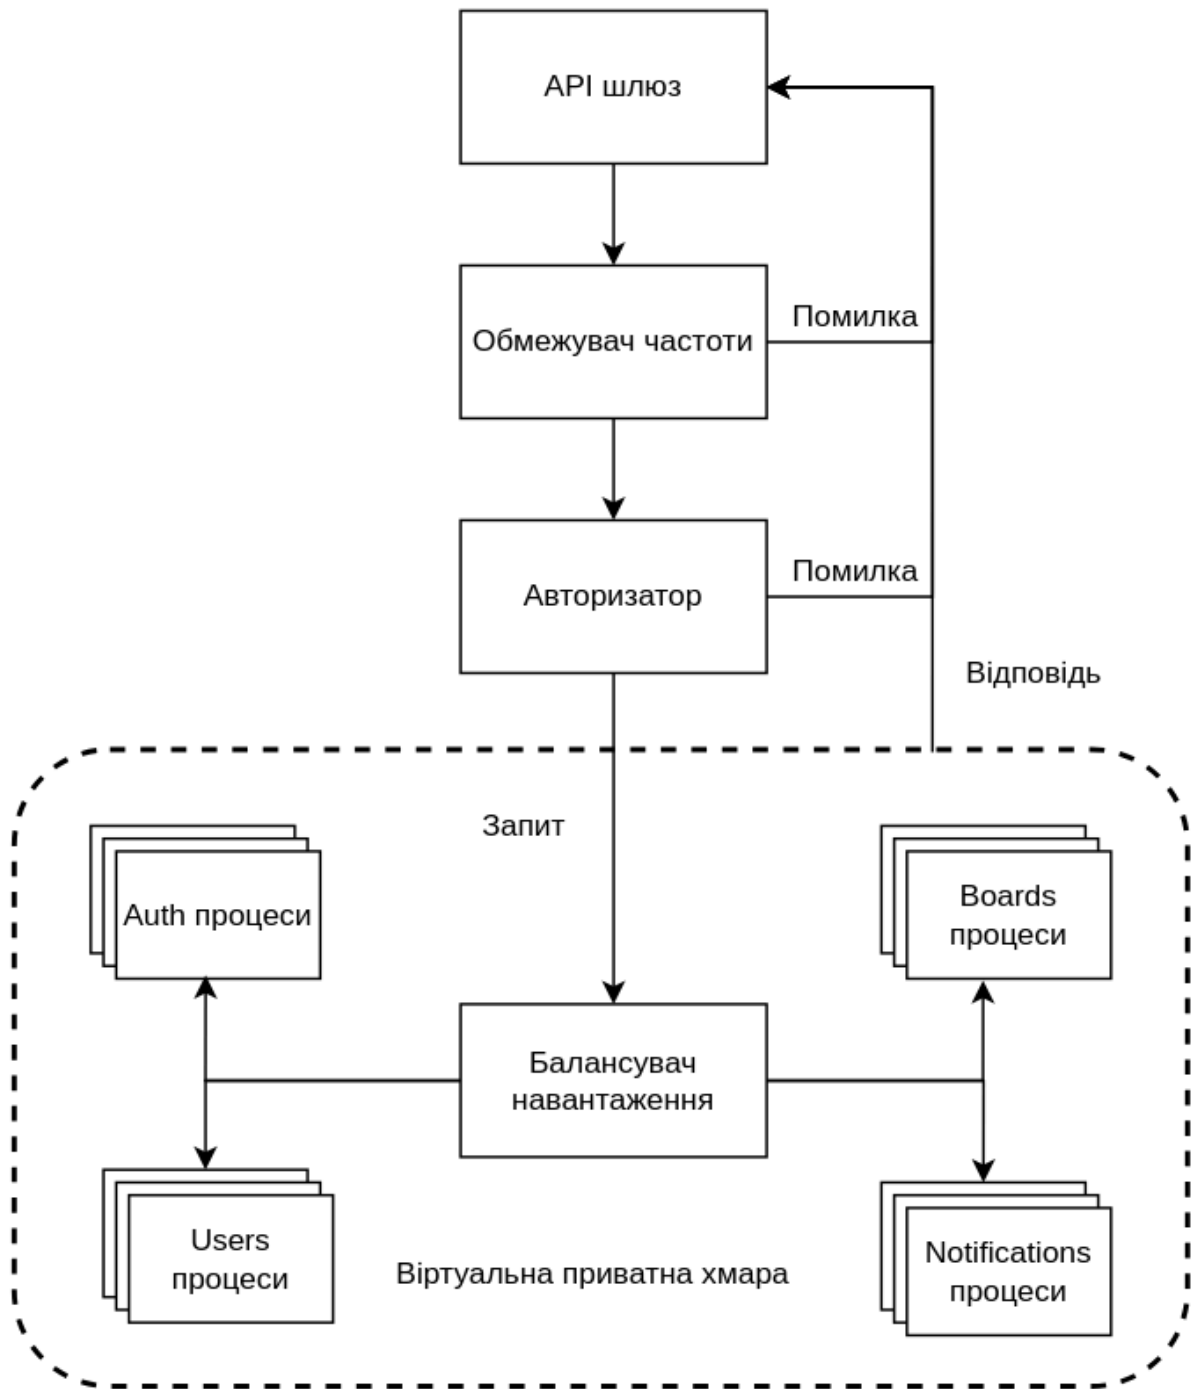 API шлюз
Помилка
Обмежувач частоти
Помилка
Авторизатор
Відповідь
Запит
Auth процеси
Boards
процеси
Балансувач
навантаження
Users
процеси
Віртуальна приватна хмара
Notifications
процеси